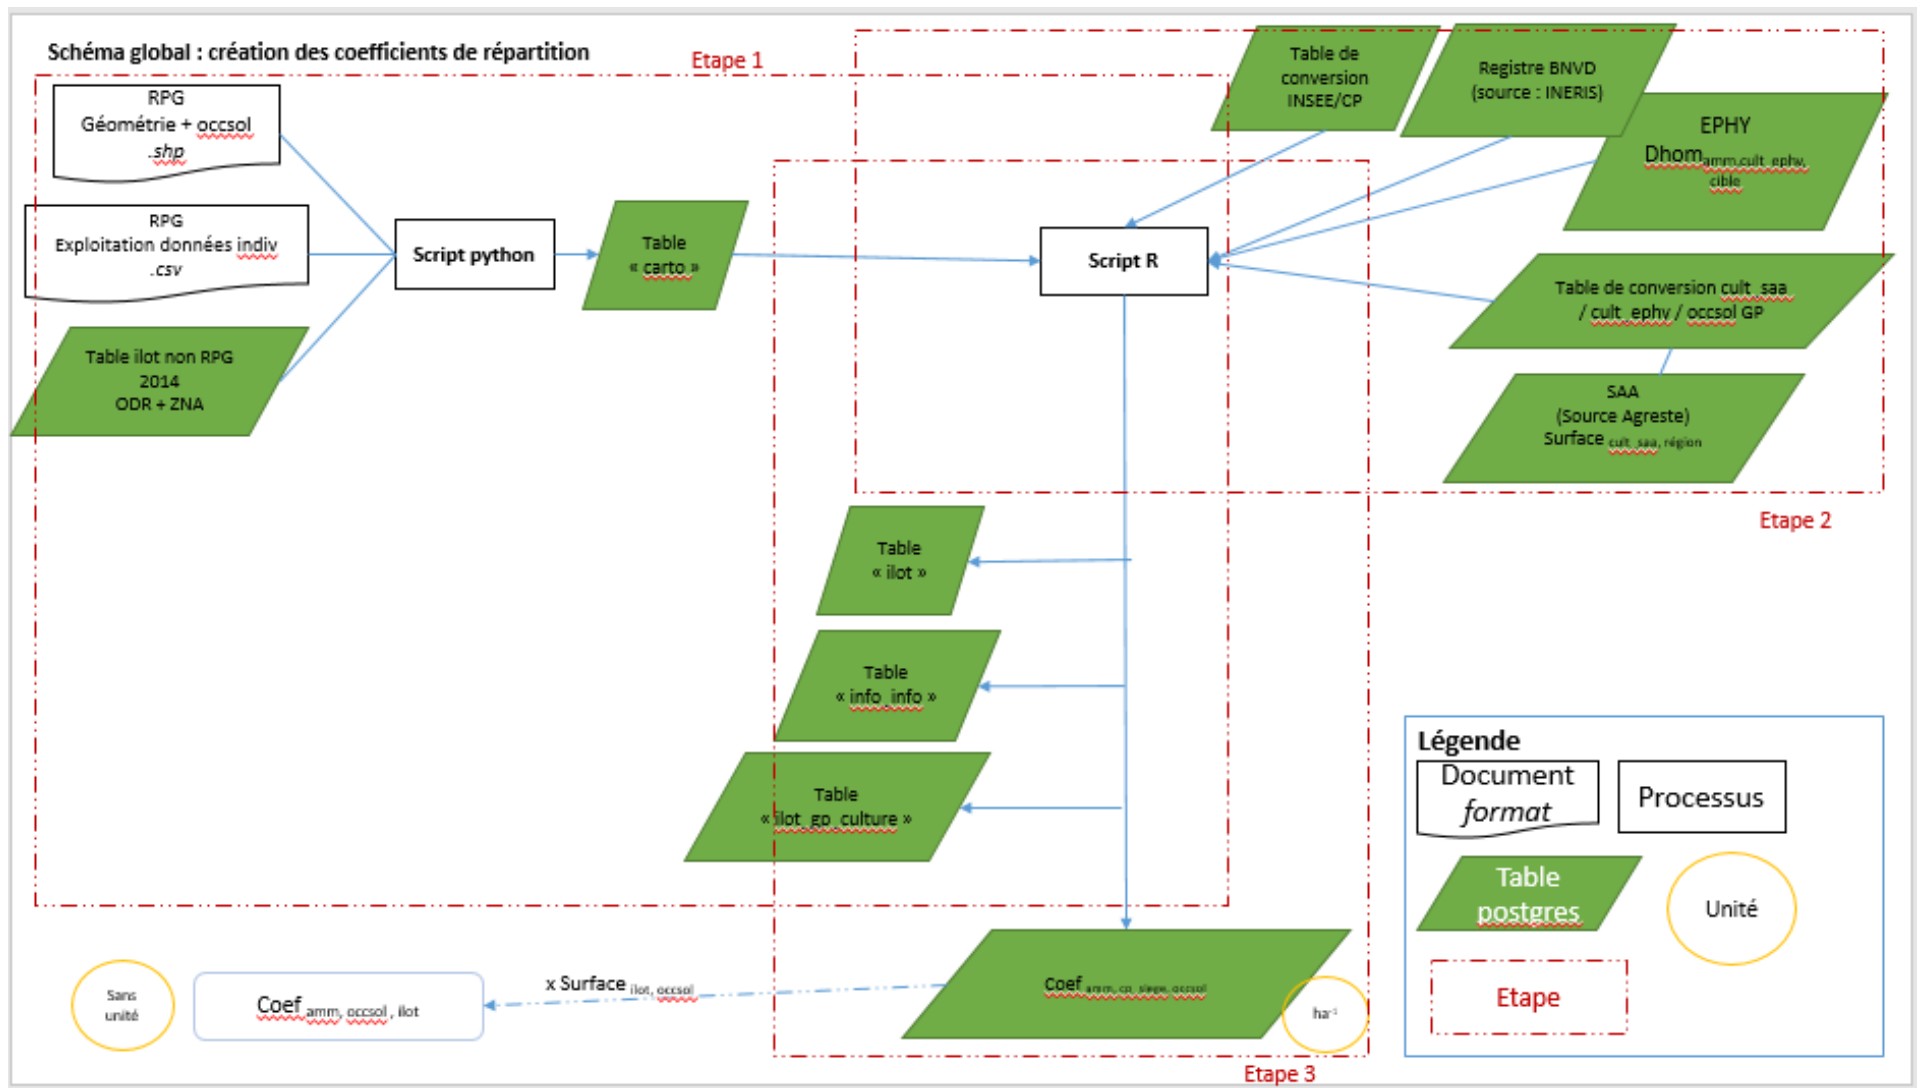 Schéma global : création des coefficients de répartition
Etape 1
RPG
Géométrie + occsol
.shp
RPG
Exploitation données indiv
.csv
Table ilot non RPG
2014
ODR + ZNA
Script python
Table
« carto »
Script R
Table de
conversion
INSEE/CP
Registre BNVD
(source : INERIS)
EPHY
Dhom amm,cult_ephy,
cible
Table de conversion cult_saa
/ cult_ephy / occsol GP
SAA
(Source Agreste)
Surface cult_saa, région
Etape 2
Table
« ilot »
Table
« info_info »
Table
« ilot_gp_culture »
Coef amm, cp_siege, occsol
ha-1
Etape 3
x Surface ilot, occsol
Coef amm, occsol, ilot
Sans
unité
Légende
Document
format
Processus
Table
postgres
Unité
Etape